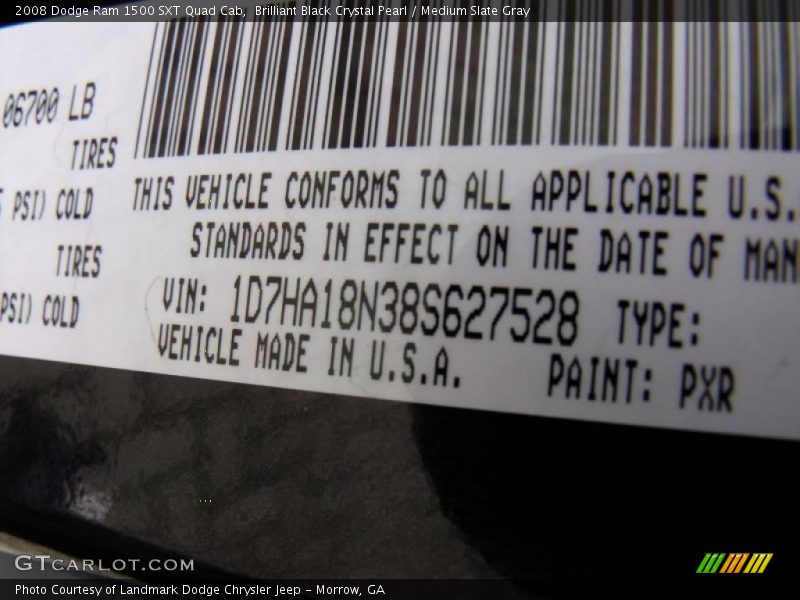 2008 Dodge Ram 1500 SXT Quad Cab, Brilliant Black Crystal Pearl / Medium Slate Gray
06700 LB
TIRES
PSI) COLD
THIS VEHICLE CONFORMS TO ALL APPLICABLE U.S.
STANDARDS IN EFFECT ON THE DATE OF MAN
TIRES
PSI) COLD
VIN: 1D7HA18N38S627528 TYPE:
VEHICLE MADE IN U.S.A. PAINT: PXR
GTCARLOT.COM
Photo Courtesy of Landmark Dodge Chrysler Jeep - Morrow, GA